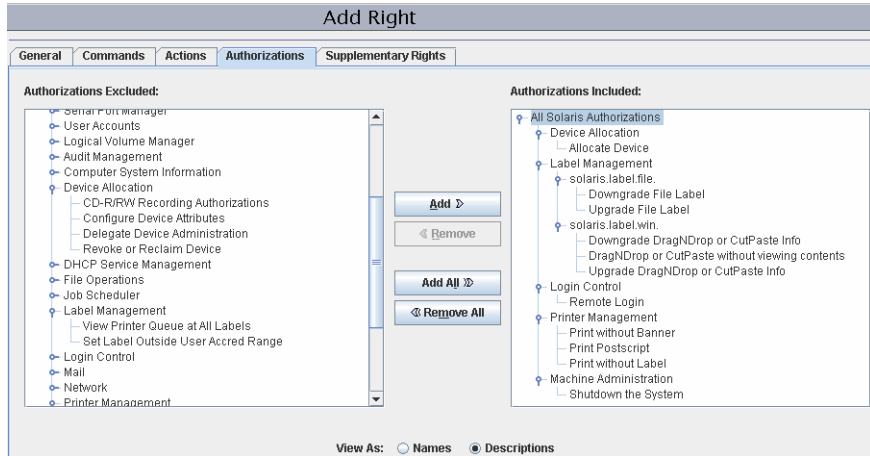 Add Right
General Commands Actions Authorizations Supplementary Rights
Authorizations Excluded:
Serial Port Manager
User Accounts
Logical Volume Manager
Audit Management
Computer System Information
Device Allocation
CD-R/RW Recording Authorizations
Configure Device Attributes
Delegate Device Administration
Revoke or Reclaim Device
DHCP Service Management
File Operations
Job Scheduler
Label Management
View Printer Queue at All Labels
Set Label Outside User Accred Range
Login Control
Mail
Network
Printer Management
Add
Remove
Add All
Remove All
Authorizations Included:
All Solaris Authorizations
Device Allocation
Allocate Device
Label Management
solaris.label.file.
Downgrade File Label
Upgrade File Label
solaris.label.win.
Downgrade DragNDrop or CutPaste Info
DragNDrop or CutPaste without viewing contents
Upgrade DragNDrop or CutPaste Info
Login Control
Remote Login
Printer Management
Print without Banner
Print Postscript
Print without Label
Machine Administration
Shutdown the System
View As: Names Descriptions